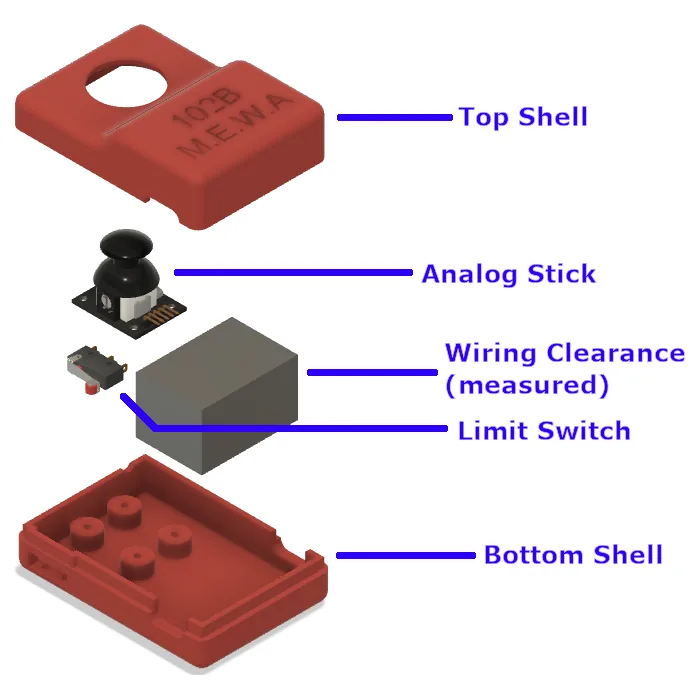 102B
M.E.W.A
Top Shell
Analog Stick
Wiring Clearance
(measured)
Limit Switch
Bottom Shell